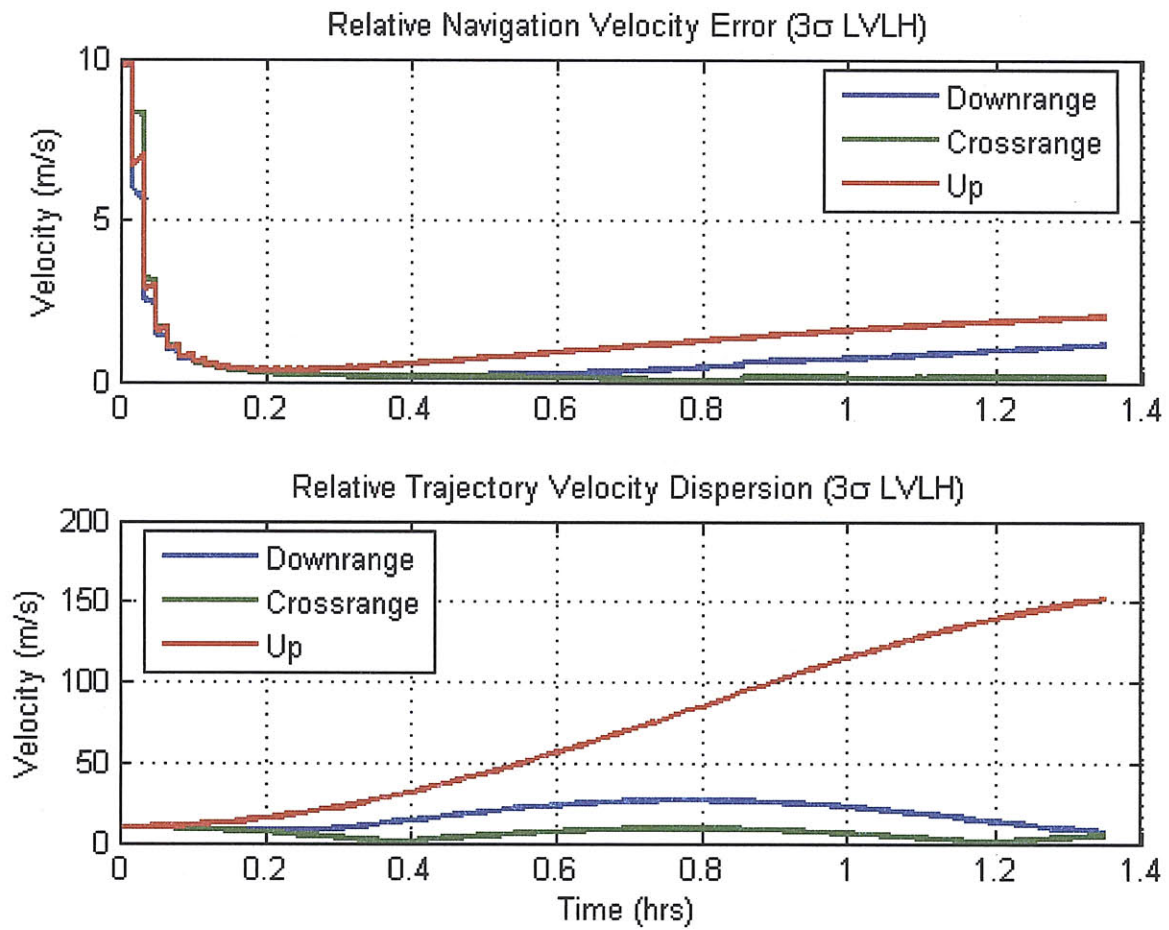 Relative Navigation Velocity Error (3σ LVLH)
10
5
0
Velocity (m/s)
Downrange
Crossrange
Up
0 0.2 0.4 0.6 0.8 1 1.2 1.4
Relative Trajectory Velocity Dispersion (3σ LVLH)
200
150
100
50
0
Velocity (m/s)
Downrange
Crossrange
Up
0 0.2 0.4 0.6 0.8 1 1.2 1.4
Time (hrs)